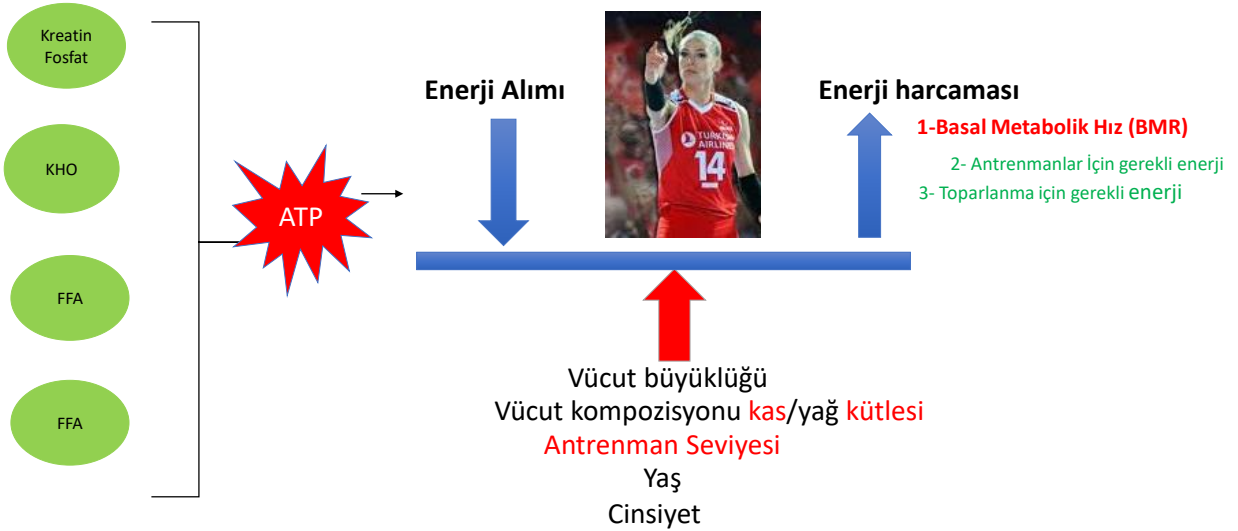 Kreatin
Fosfat
KHO
FFA
FFA
ATP
Enerji Alımı
TURKISH
AIRLINES
14
Enerji harcaması
1-Basal Metabolik Hız (BMR)
2- Antrenmanlar İçin gerekli enerji
3- Toparlanma için gerekli enerji
Vücut büyüklüğü
Vücut kompozisyonu kas/yağ kütlesi
Antrenman Seviyesi
Yaş
Cinsiyet